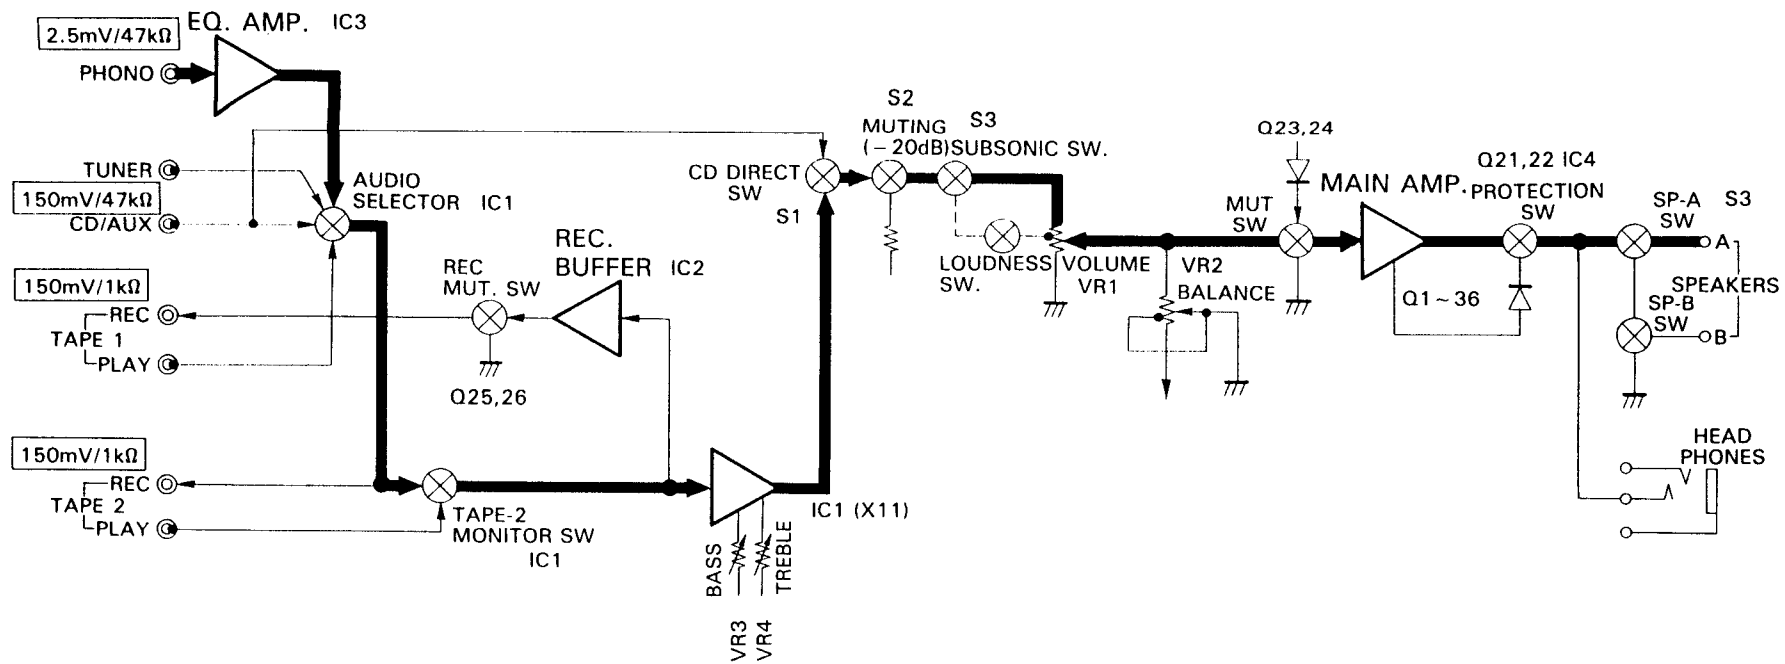 EQ. AMP. IC3
2.5mV/47kΩ
PHONO
TUNER
150mV/47kΩ
CD/AUX
AUDIO
SELECTOR IC1
150mV/1kΩ
REC
TAPE 1
PLAY
REC
MUT. SW
Q25,26
REC.
BUFFER IC2
150mV/1kΩ
REC
TAPE 2
PLAY
TAPE-2
MONITOR SW
IC1
IC1 (X11)
BASS
TREBLE
VR3
VR4
CD DIRECT
SW
S1
S2
MUTING
(-20dB)
S3
SUBSONIC SW.
LOUDNESS
SW.
VOLUME
VR1
VR2
BALANCE
Q23,24
MUT
SW
MAIN AMP.
Q1~36
Q21,22 IC4
PROTECTION
SW
SP-A
SW
S3
A
SPEAKERS
SP-B
SW
B
HEAD
PHONES